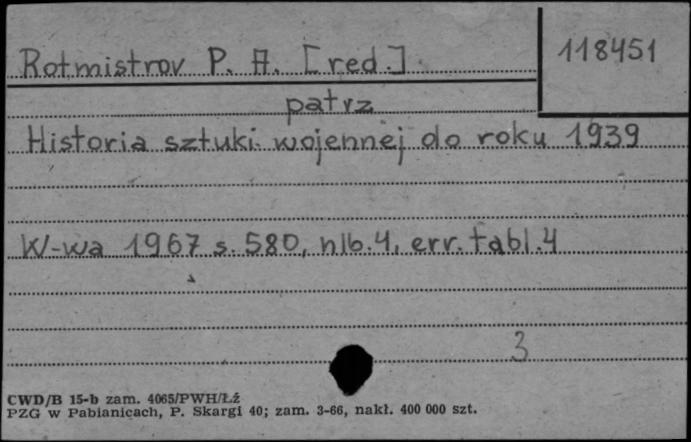 Rotmistrov P. A. [red.]
118451
patrz
Historia sztuki wojennej do roku 1939
W-wa 1967 s. 580, nlb. 4, err. tabl. 4
3
CWD/B 15-b zam. 4065/PWH/Łź
PZG w Pabianicach, P. Skargi 40; zam. 3-66, nakł. 400 000 szt.